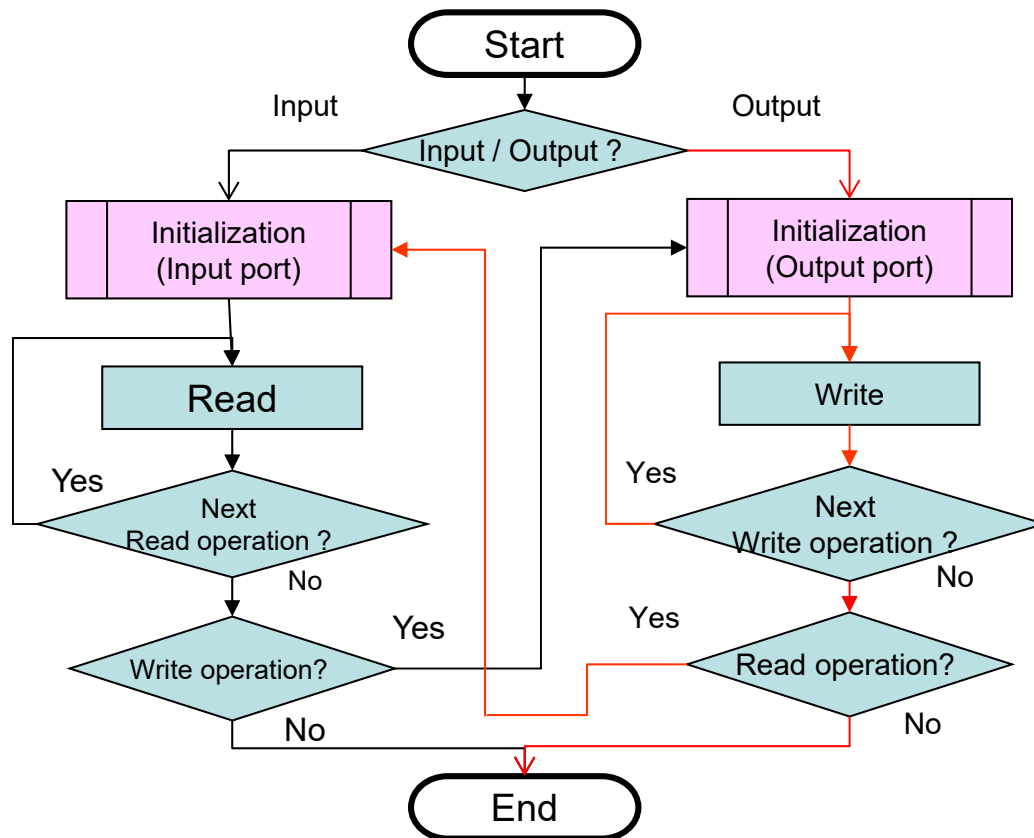 Start
Input
Output
Input / Output ?
Initialization
(Input port)
Initialization
(Output port)
Read
Write
Yes
Next
Read operation ?
No
Yes
Next
Write operation ?
No
Write operation?
Yes
No
Yes
Read operation?
No
End